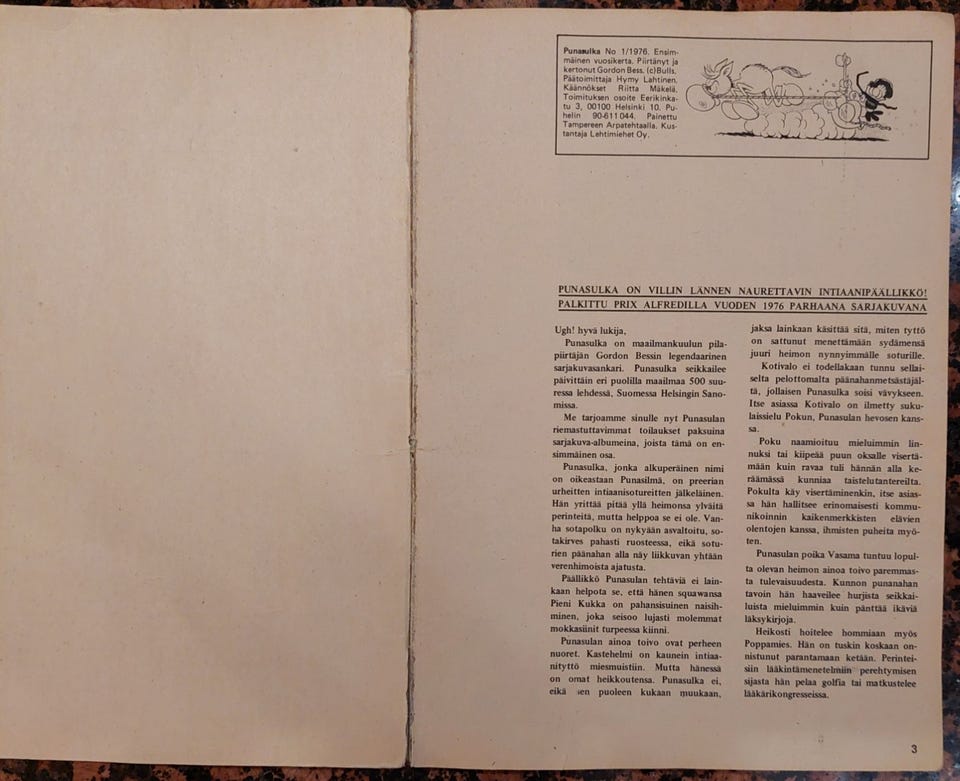 Punasulka No 1/1976. Ensim-
mäinen vuosikerta. Piirtänyt ja
kertonut Gordon Bess. (c)Bulls.
Päätoimittaja Hymy Lahtinen.
Käännökset Riitta Mäkelä.
Toimituksen osoite Eerikinka-
tu 3, 00100 Helsinki 10. Pu-
helin 90-611 044. Painettu
Tampereen Arpatehtaalla. Kus-
tantaja Lehtimiehet Oy.
PUNASULKA ON VILLIN LÄNNEN NAURETTAVIN INTIAANIPÄÄLLIKKÖ!
PALKITTU PRIX ALFREDILLA VUODEN 1976 PARHAANA SARJAKUVANA
Ugh! hyvä lukija,
Punasulka on maailmankuulun pila-
piirtäjän Gordon Bessin legendaarinen
sarjakuvasankari. Punasulka seikkailee
päivittäin eri puolilla maailmaa 500 suu-
ressa lehdessä, Suomessa Helsingin Sano-
missa.
Me tarjoamme sinulle nyt Punasulan
riemastuttavimmat toilaukset paksuina
sarjakuva-albumeina, joista tämä on en-
simmäinen osa.
Punasulka, jonka alkuperäinen nimi
on oikeastaan Punasilmä, on preerian
urheitten intiaanisotureitten jälkeläinen.
Hän yrittää pitää yllä heimonsa ylväitä
perinteitä, mutta helppoa se ei ole. Van-
ha sotapolku on nykyään asvaltoitu, so-
takirves pahasti ruosteessa, eikä sotu-
rien päänahan alla näy liikkuvan yhtään
verenhimoista ajatusta.
Päällikkö Punasulan tehtäviä ei lain-
kaan helpota se, että hänen squawansa
Pieni Kukka on pahansisuinen naisih-
minen, joka seisoo lujasti molemmat
mokkasiinit turpeessa kiinni.
Punasulan ainoa toivo ovat perheen
nuoret. Kastehelmi on kaunein intiaa-
nityttö miesmuistiin. Mutta hänessä
on omat heikkoutensa. Punasulka ei,
eikä sen puoleen kukaan muukaan,
jaksa lainkaan käsittää sitä, miten tyttö
on sattunut menettämään sydämensä
juuri heimon nynnyimmälle soturille.
Kotivalo ei todellakaan tunnu sellai-
selta pelottomalta päänahanmetsästäjäl-
tä, jollaisen Punasulka soisi vävykseen.
Itse asiassa Kotivalo on ilmetty suku-
laissielu Pokun, Punasulan hevosen kans-
sa.
Poku naamioituu mieluimmin lin-
nuksi tai kiipeää puun oksalle visertä-
mään kuin ravaa tuli hännän alla ke-
räämässä kunniaa taistelutantereilta.
Pokulta käy visertäminenkin, itse asias-
sa hän hallitsee erinomaisesti kommu-
nikoinnin kaikenmerkkisten elävien
olentojen kanssa, ihmisten puheita myö-
ten.
Punasulan poika Vasama tuntuu lopul-
ta olevan heimon ainoa toivo paremmas-
ta tulevaisuudesta. Kunnon punanahan
tavoin hän haaveilee hurjista seikkai-
luista mieluimmin kuin pänttää ikäviä
läksykirjoja.
Heikosti hoitelee hommiaan myös
Poppamies. Hän on tuskin koskaan on-
nistunut parantamaan ketään. Perintei-
siin lääkintämenetelmiin perehtymisen
sijasta hän pelaa golfia tai matkustelee
lääkärikongresseissa.
3